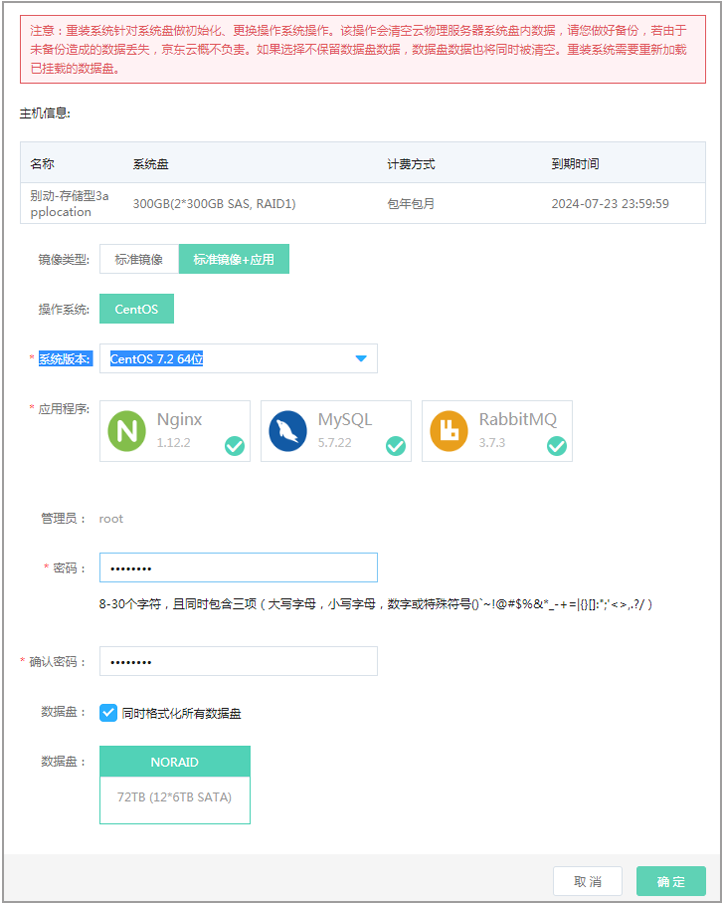 注意：重装系统针对系统盘做初始化、更换操作系统操作。该操作会清空云物理服务器系统盘内数据，请您做好备份，若由于
未备份造成的数据丢失，京东云概不负责。如果选择不保留数据盘数据，数据盘数据也将同时被清空。重装系统需要重新加载
已挂载的数据盘。
主机信息:
名称 系统盘 计费方式 到期时间
别动-存储型3a
pplocation 300GB(2*300GB SAS, RAID1) 包年包月 2024-07-23 23:59:59
镜像类型: 标准镜像 标准镜像+应用
操作系统: CentOS
* 系统版本: CentOS 7.2 64位
* 应用程序: Nginx MySQL RabbitMQ
1.12.2 5.7.22 3.7.3
管理员： root
* 密码： ••••••••
8-30个字符，且同时包含三项（大写字母，小写字母，数字或特殊符号()`~!@#$%&*_-+=|{}[]:";'<>,.?/ ）
* 确认密码： ••••••••
数据盘： 同时格式化所有数据盘
数据盘： NORAID
72TB (12*6TB SATA)
取 消 确 定